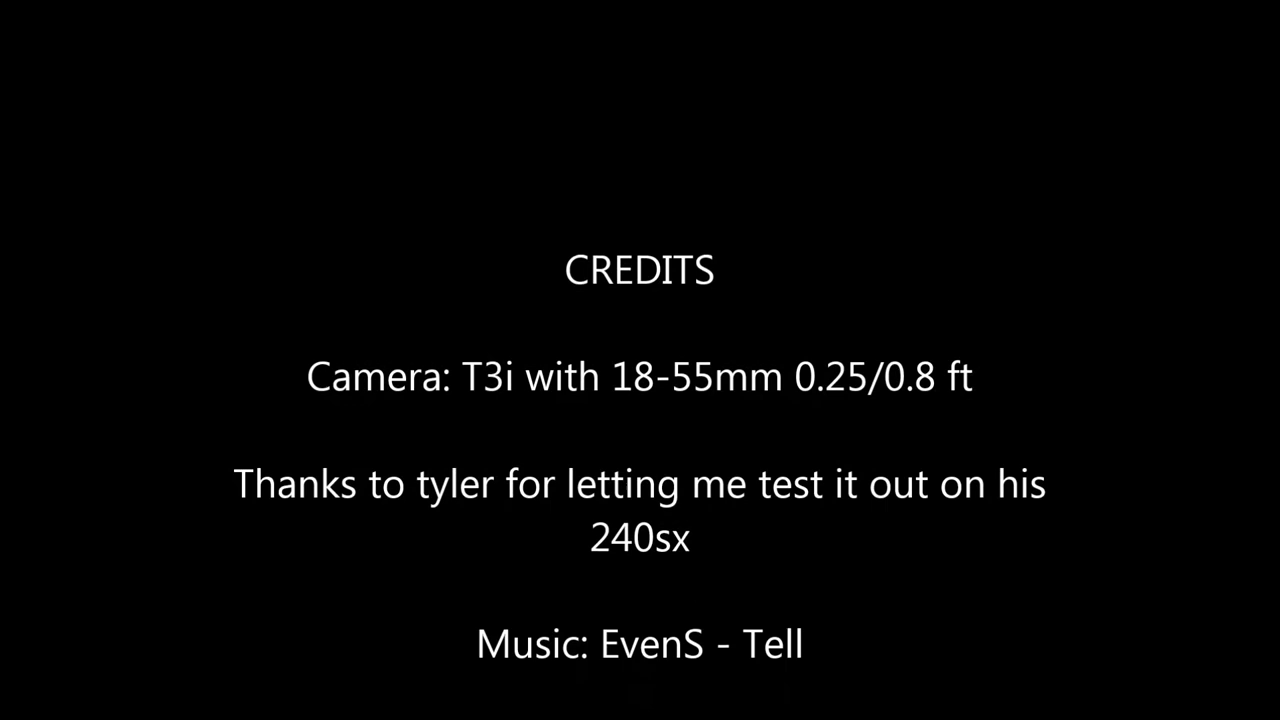 CREDITS
Camera: T3i with 18-55mm 0.25/0.8 ft
Thanks to tyler for letting me test it out on his
240sx
Music: EvenS - Tell